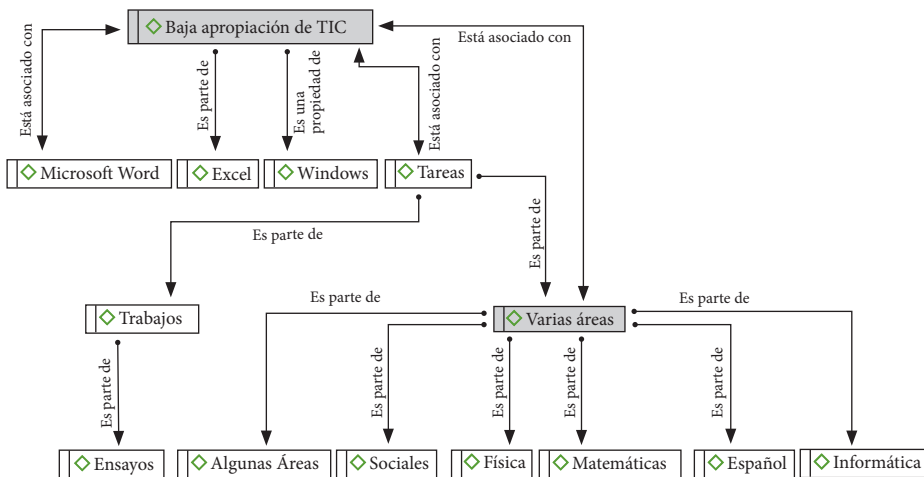 Baja apropiación de TIC
Está asociado con
Está asociado con
Es parte de
Es una
propiedad de
Está asociado con
Microsoft Word
Excel
Windows
Tareas
Es parte de
Es parte de
Trabajos
Es parte de
Varias áreas
Es parte de
Es parte de
Es parte de
Es parte de
Es parte de
Es parte de
Ensayos
Algunas Áreas
Sociales
Física
Matemáticas
Español
Informática